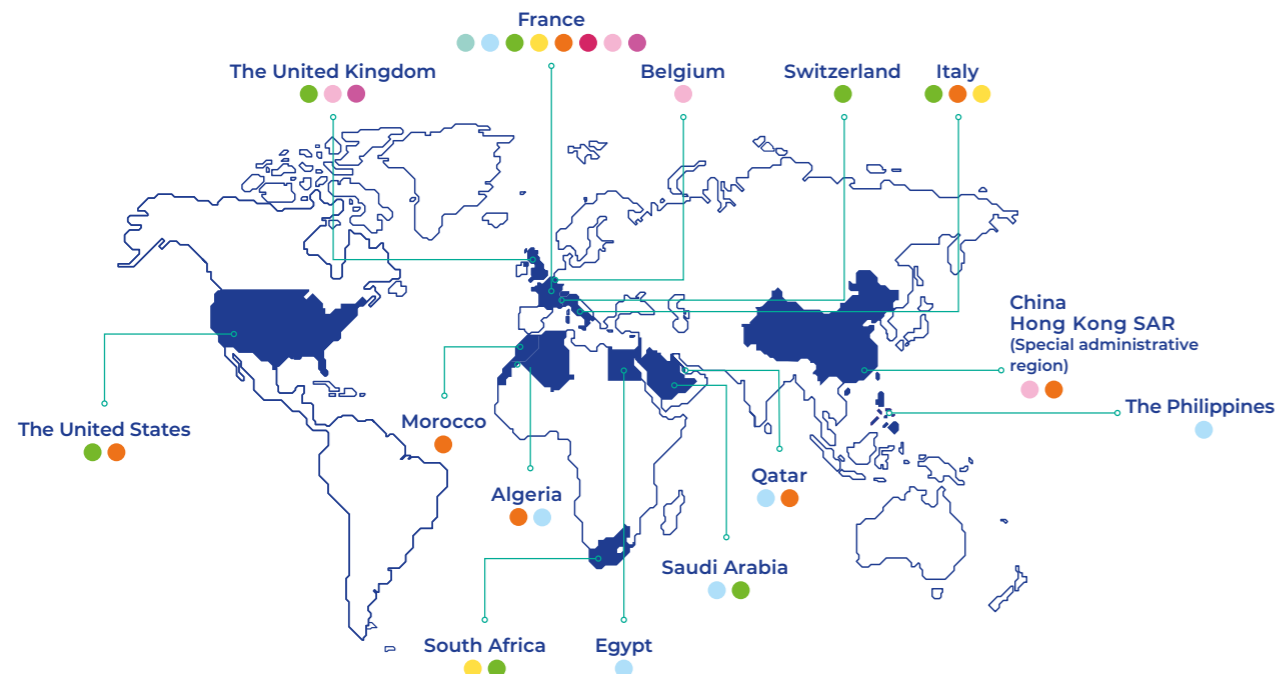 France
The United Kingdom
Belgium
Switzerland
Italy
China
Hong Kong SAR
(Special administrative
region)
The Philippines
The United States
Morocco
Qatar
Algeria
Saudi Arabia
South Africa
Egypt